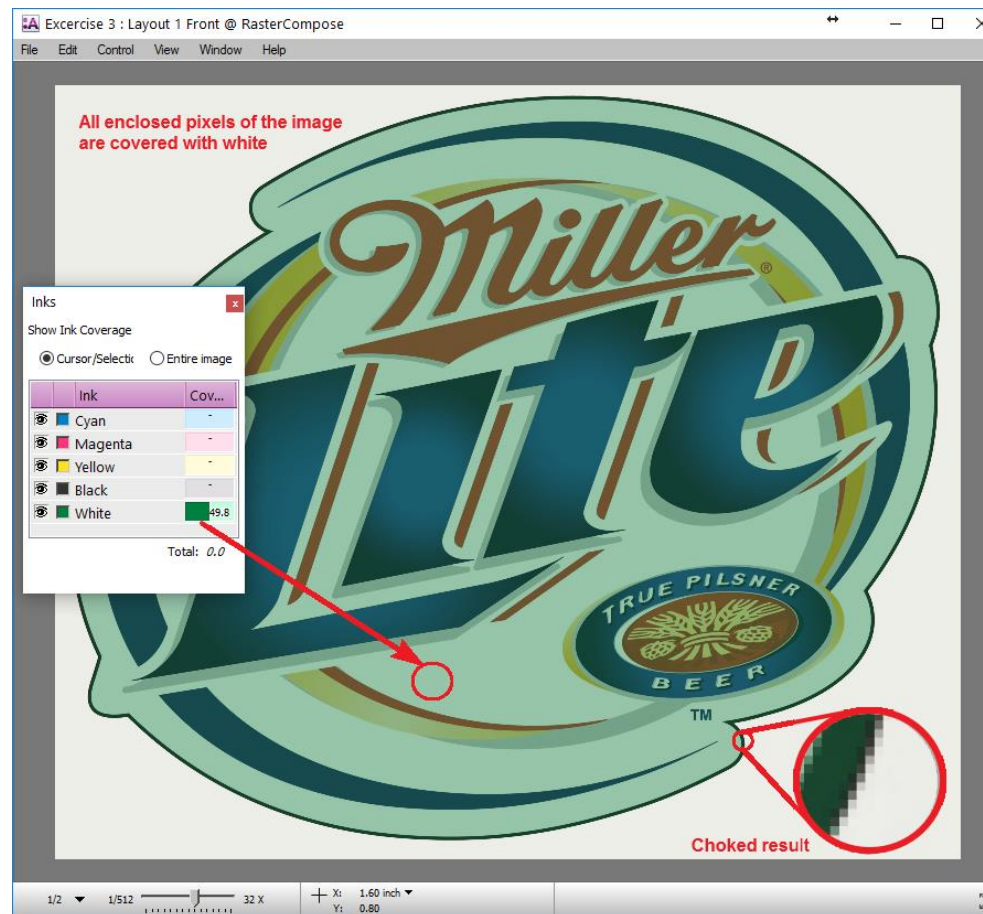 Excercise 3 : Layout 1 Front @ RasterCompose
File Edit Control View Window Help
All enclosed pixels of the image
are covered with white
Miller
®
Lite
Inks
x
Show Ink Coverage
Cursor/Selectic Entire image
Ink Cov...
Cyan -
Magenta -
Yellow -
Black -
White 49.8
Total: 0.0
TRUE PILSNER
BEER
TM
Choked result
1/2 1/512 32 X X: 1.60 inch
Y: 0.80